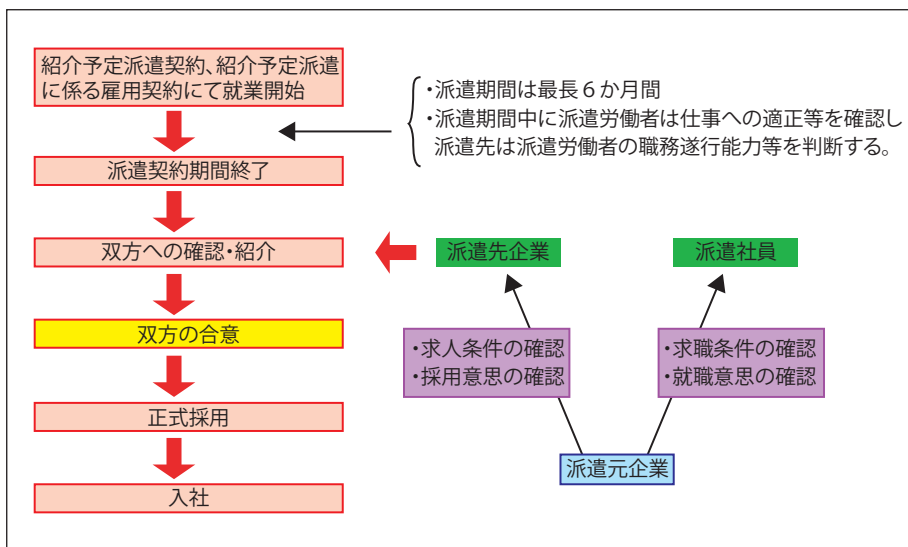 紹介予定派遣契約、紹介予定派遣
に係る雇用契約にて就業開始
・派遣期間は最長６か月間
・派遣期間中に派遣労働者は仕事への適正等を確認し
派遣先は派遣労働者の職務遂行能力等を判断する。
派遣契約期間終了
双方への確認・紹介
派遣先企業
派遣社員
双方の合意
・求人条件の確認
・採用意思の確認
・求職条件の確認
・就職意思の確認
正式採用
派遣元企業
入社